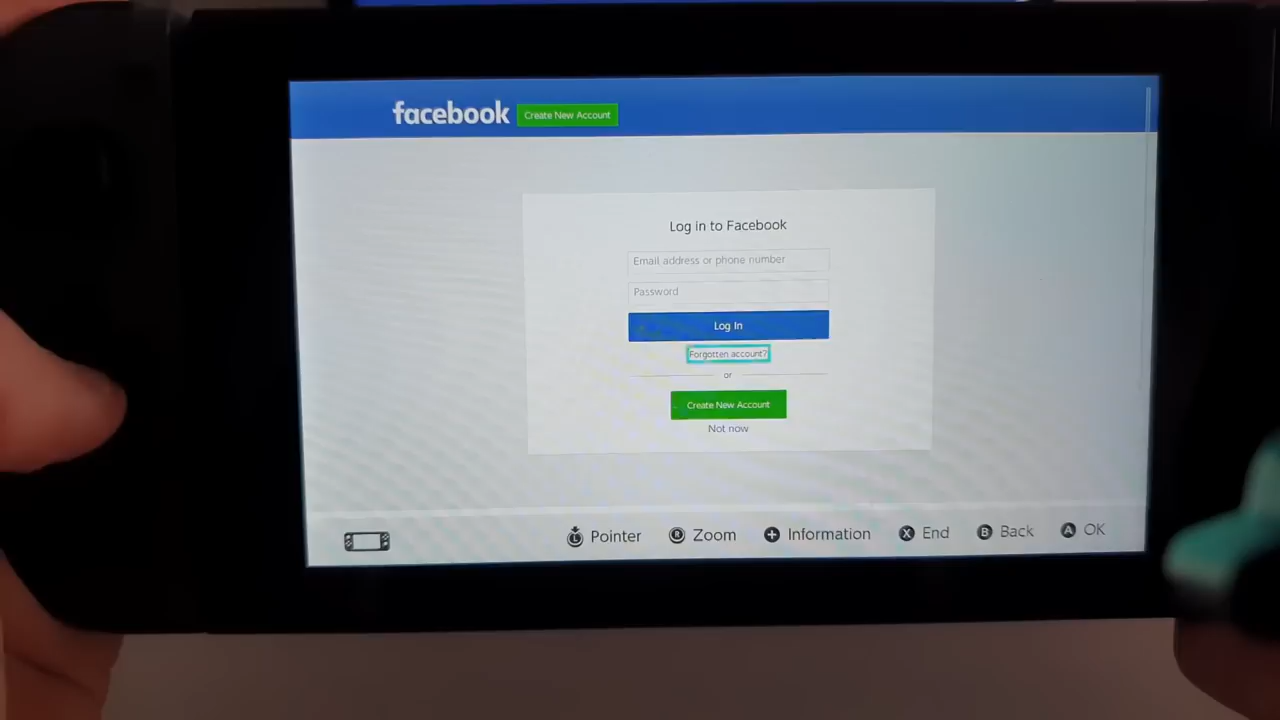 facebook Create New Account
Log in to Facebook
Email address or phone number
Password
Log In
Forgotten account?
or
Create New Account
Not now
L Pointer R Zoom + Information X End B Back A OK